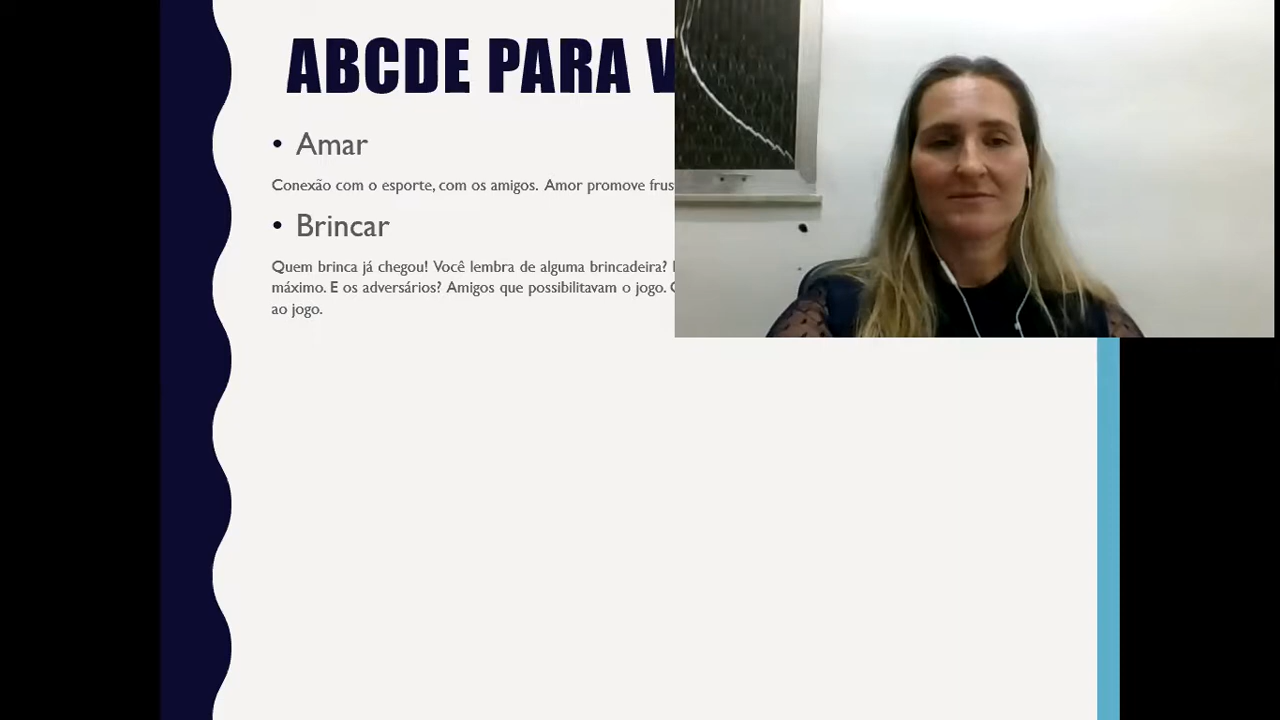 ABCDE PARA
• Amar
Conexão com o esporte, com os amigos. Amor promove
• Brincar
Quem brinca já chegou! Você lembra de alguma brincadeira?
máximo. E os adversários? Amigos que possibilitavam o jogo.
ao jogo.